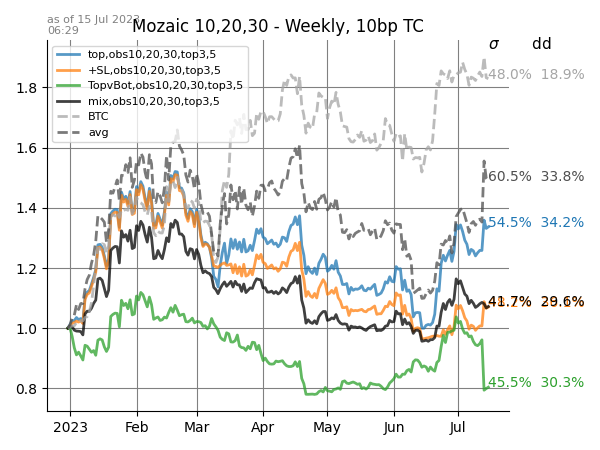 as of 15 Jul 2023
06:29
Mozaic 10,20,30 - Weekly, 10bp TC
σ dd
top,obs10,20,30,top3,5
+SL,obs10,20,30,top3,5
TopvBot,obs10,20,30,top3,5
mix,obs10,20,30,top3,5
BTC
avg
48.0% 18.9%
60.5% 33.8%
54.5% 34.2%
41.7% 29.6%
45.5% 30.3%
1.8
1.6
1.4
1.2
1.0
0.8
2023 Feb Mar Apr May Jun Jul